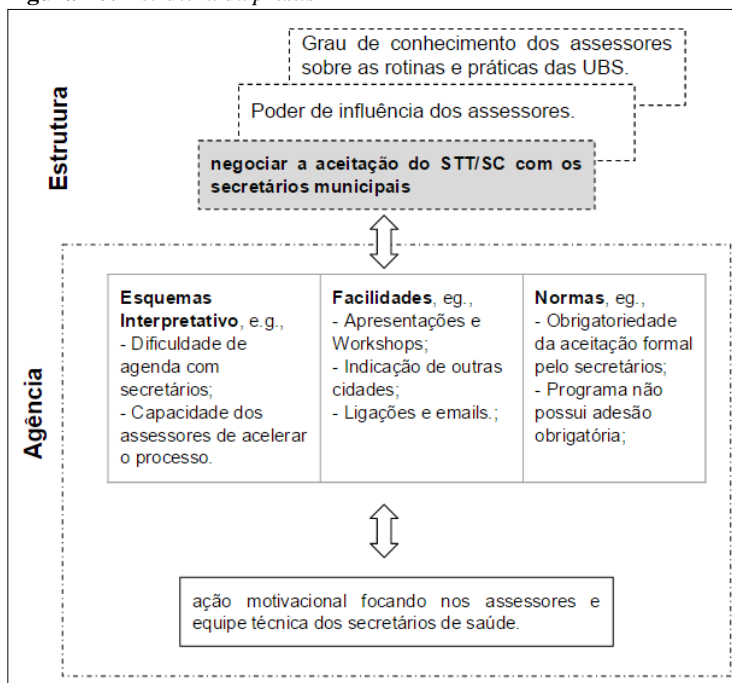 Grau de conhecimento dos assessores
sobre as rotinas e práticas das UBS.
Poder de influência dos assessores.
negociar a aceitação do STT/SC com os
secretários municipais
Estrutura
Esquemas
Interpretativo, e.g.,
- Dificuldade de
agenda com
secretários;
- Capacidade dos
assessores de acelerar
o processo.
Facilidades, eg.,
- Apresentações e
Workshops;
- Indicação de outras
cidades;
- Ligações e emails.;
Normas, eg.,
- Obrigatoriedade
da aceitação formal
pelo secretários;
- Programa não
possui adesão
obrigatória;
Agência
ação motivacional focando nos assessores e
equipe técnica dos secretários de saúde.